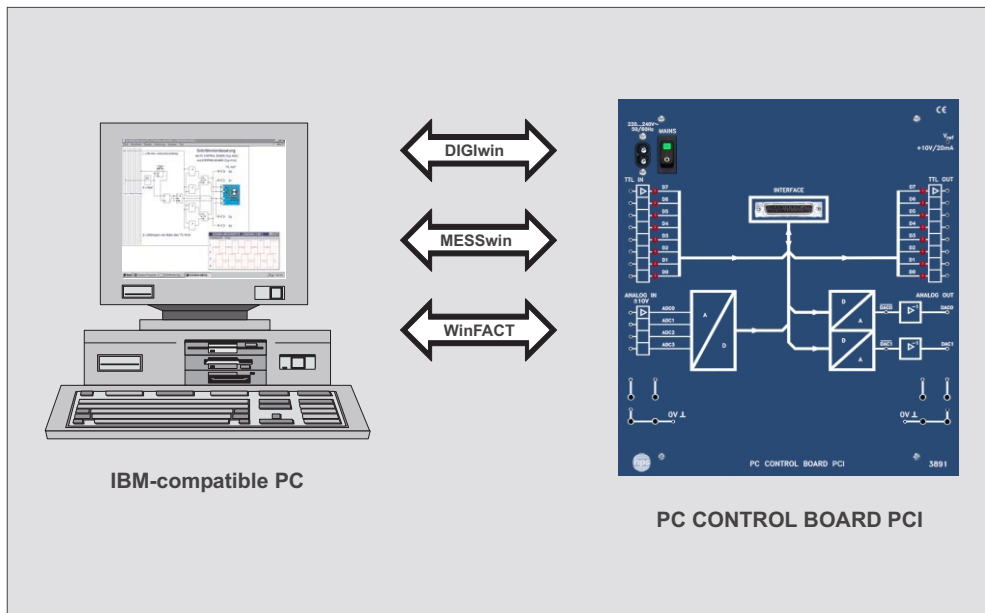 DIGIwin
MESSwin
WinFACT
IBM-compatible PC
CE
230...240V~
50/60Hz
MAINS
Vref
+10V/20mA
TTL IN
TTL OUT
INTERFACE
D7
D6
D5
D4
D3
D2
D1
D0
D7
D6
D5
D4
D3
D2
D1
D0
ANALOG IN
±10V
ANALOG OUT
ADC0
ADC1
ADC2
ADC3
A
D
D
A
D
A
DAC0
DAC0
DAC1
DAC1
0V
0V
hps
PC CONTROL BOARD PCI
3891
PC CONTROL BOARD PCI